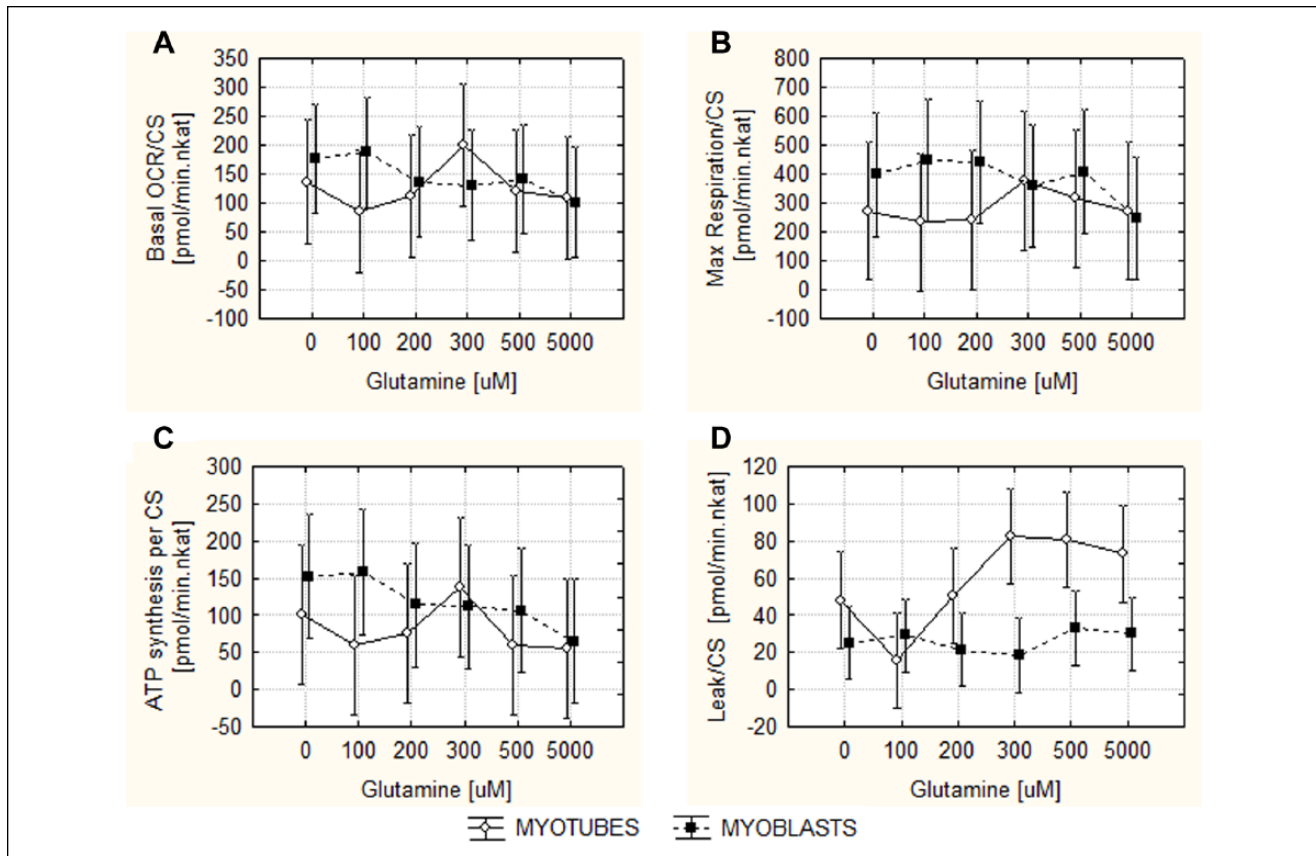 A
Basal OCR/CS
[pmol/min.nkat]
350
300
250
200
150
100
50
0
-50
-100
0 100 200 300 500 5000
Glutamine [uM]
B
Max Respiration/CS
[pmol/min.nkat]
800
700
600
500
400
300
200
100
0
-100
0 100 200 300 500 5000
Glutamine [uM]
C
ATP synthesis per CS
[pmol/min.nkat]
300
250
200
150
100
50
0
-50
0 100 200 300 500 5000
Glutamine [uM]
D
Leak/CS [pmol/min.nkat]
120
100
80
60
40
20
0
-20
0 100 200 300 500 5000
Glutamine [uM]
MYOTUBES MYOBLASTS